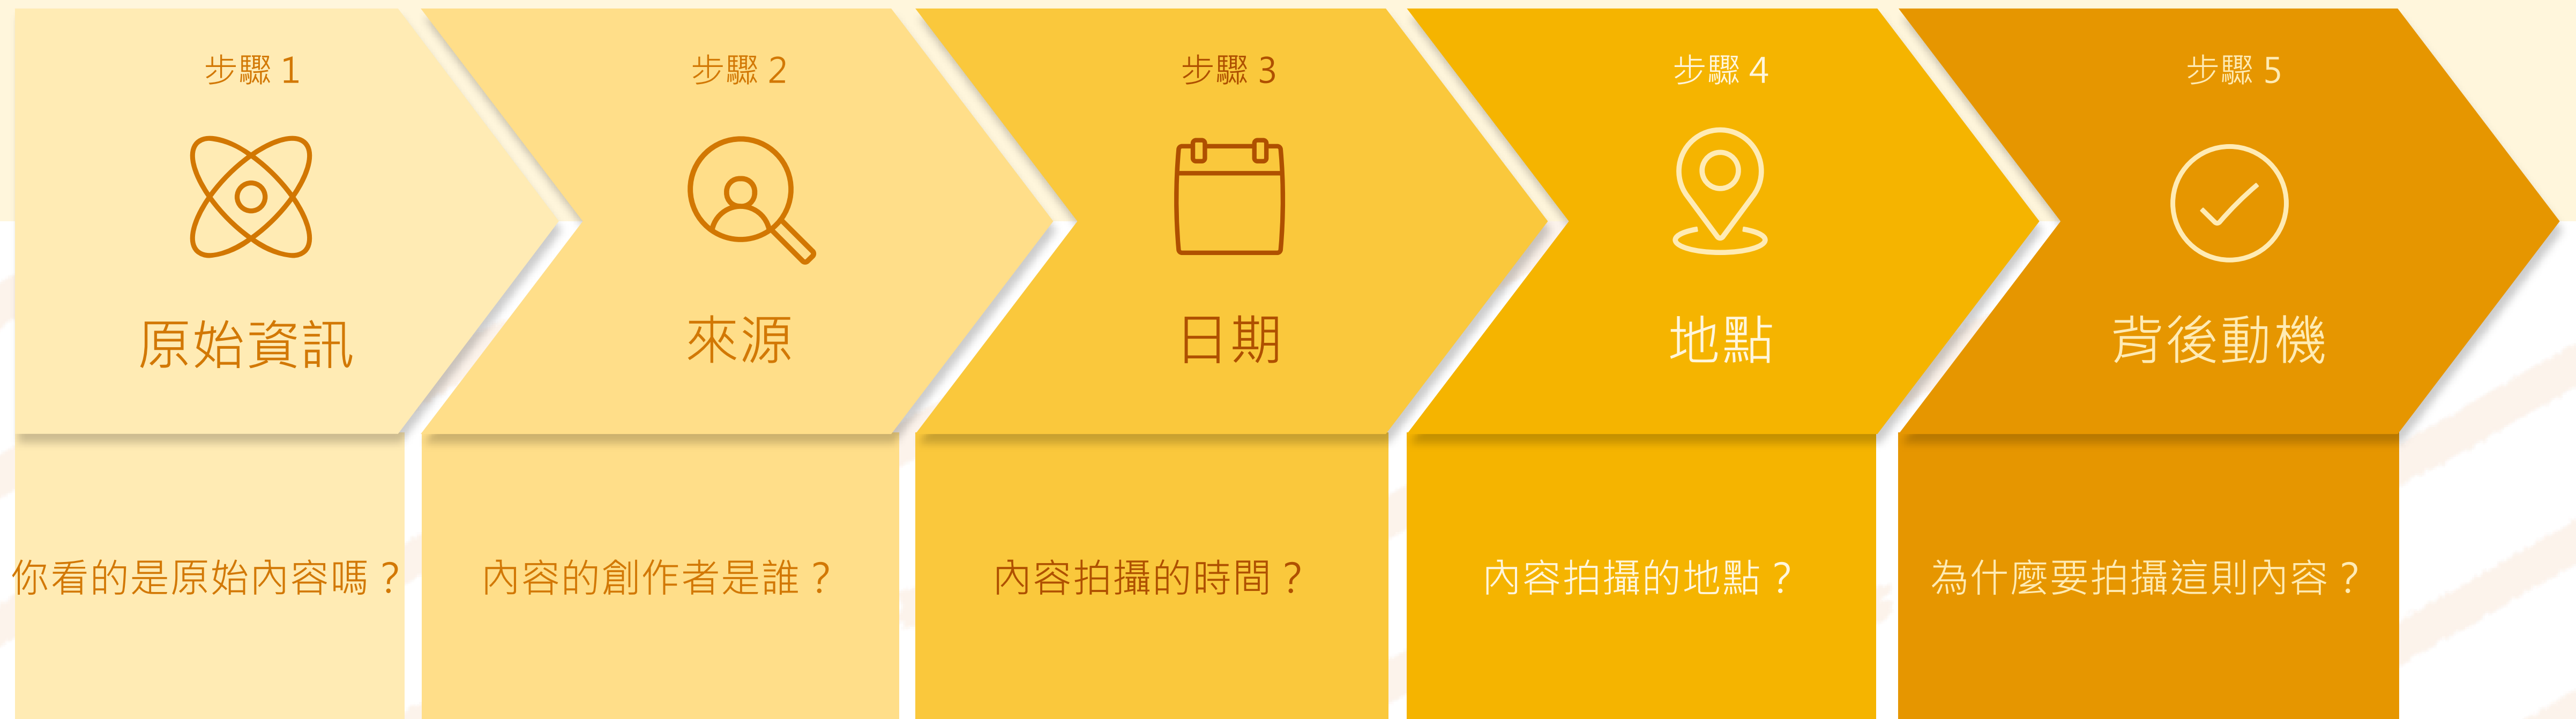 步驟 1
原始資訊
你看的是原始內容嗎？
步驟 2
來源
內容的創作者是誰？
步驟 3
日期
內容拍攝的時間？
步驟 4
地點
內容拍攝的地點？
步驟 5
背後動機
為什麼要拍攝這則內容？